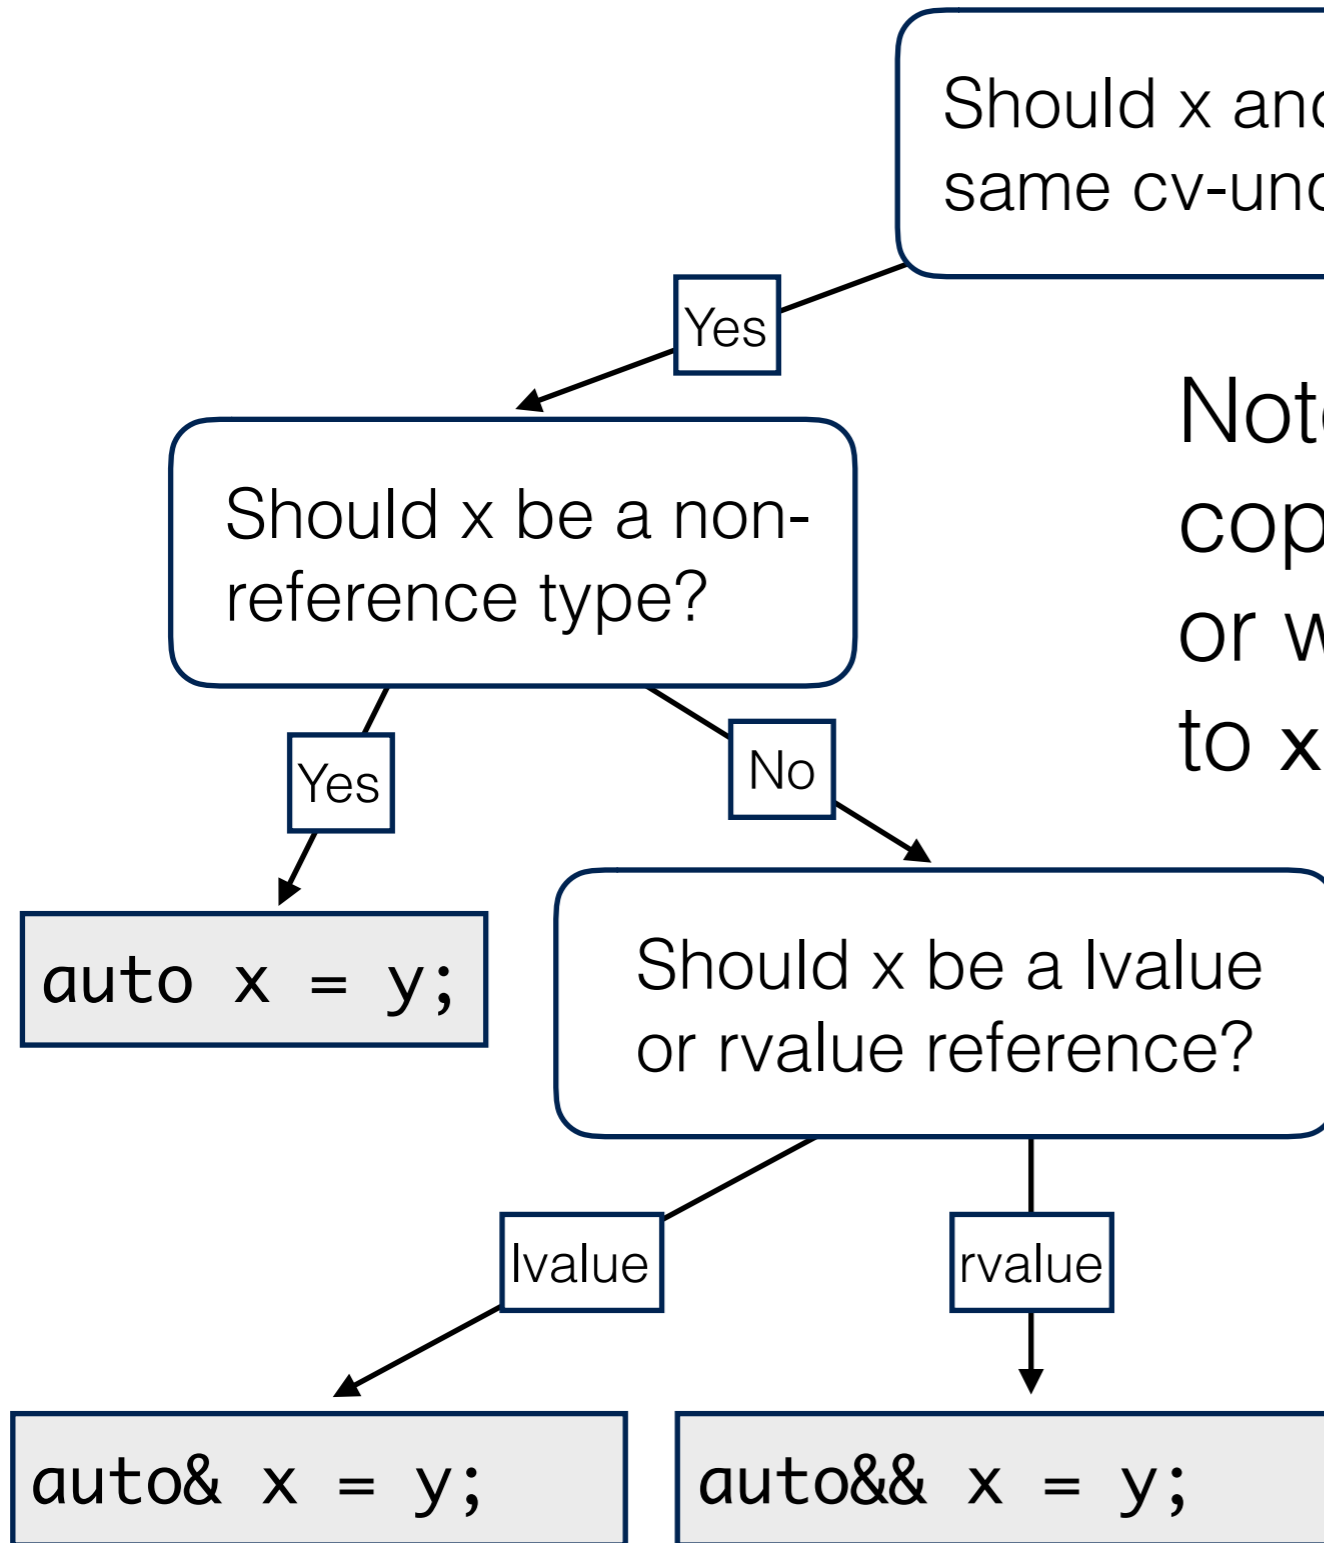 Should x and
same cv-unq
Yes
Note
cop
or w
to x
Should x be a non-
reference type?
Yes
No
auto x = y;
Should x be a lvalue
or rvalue reference?
lvalue
rvalue
auto& x = y;
auto&& x = y;